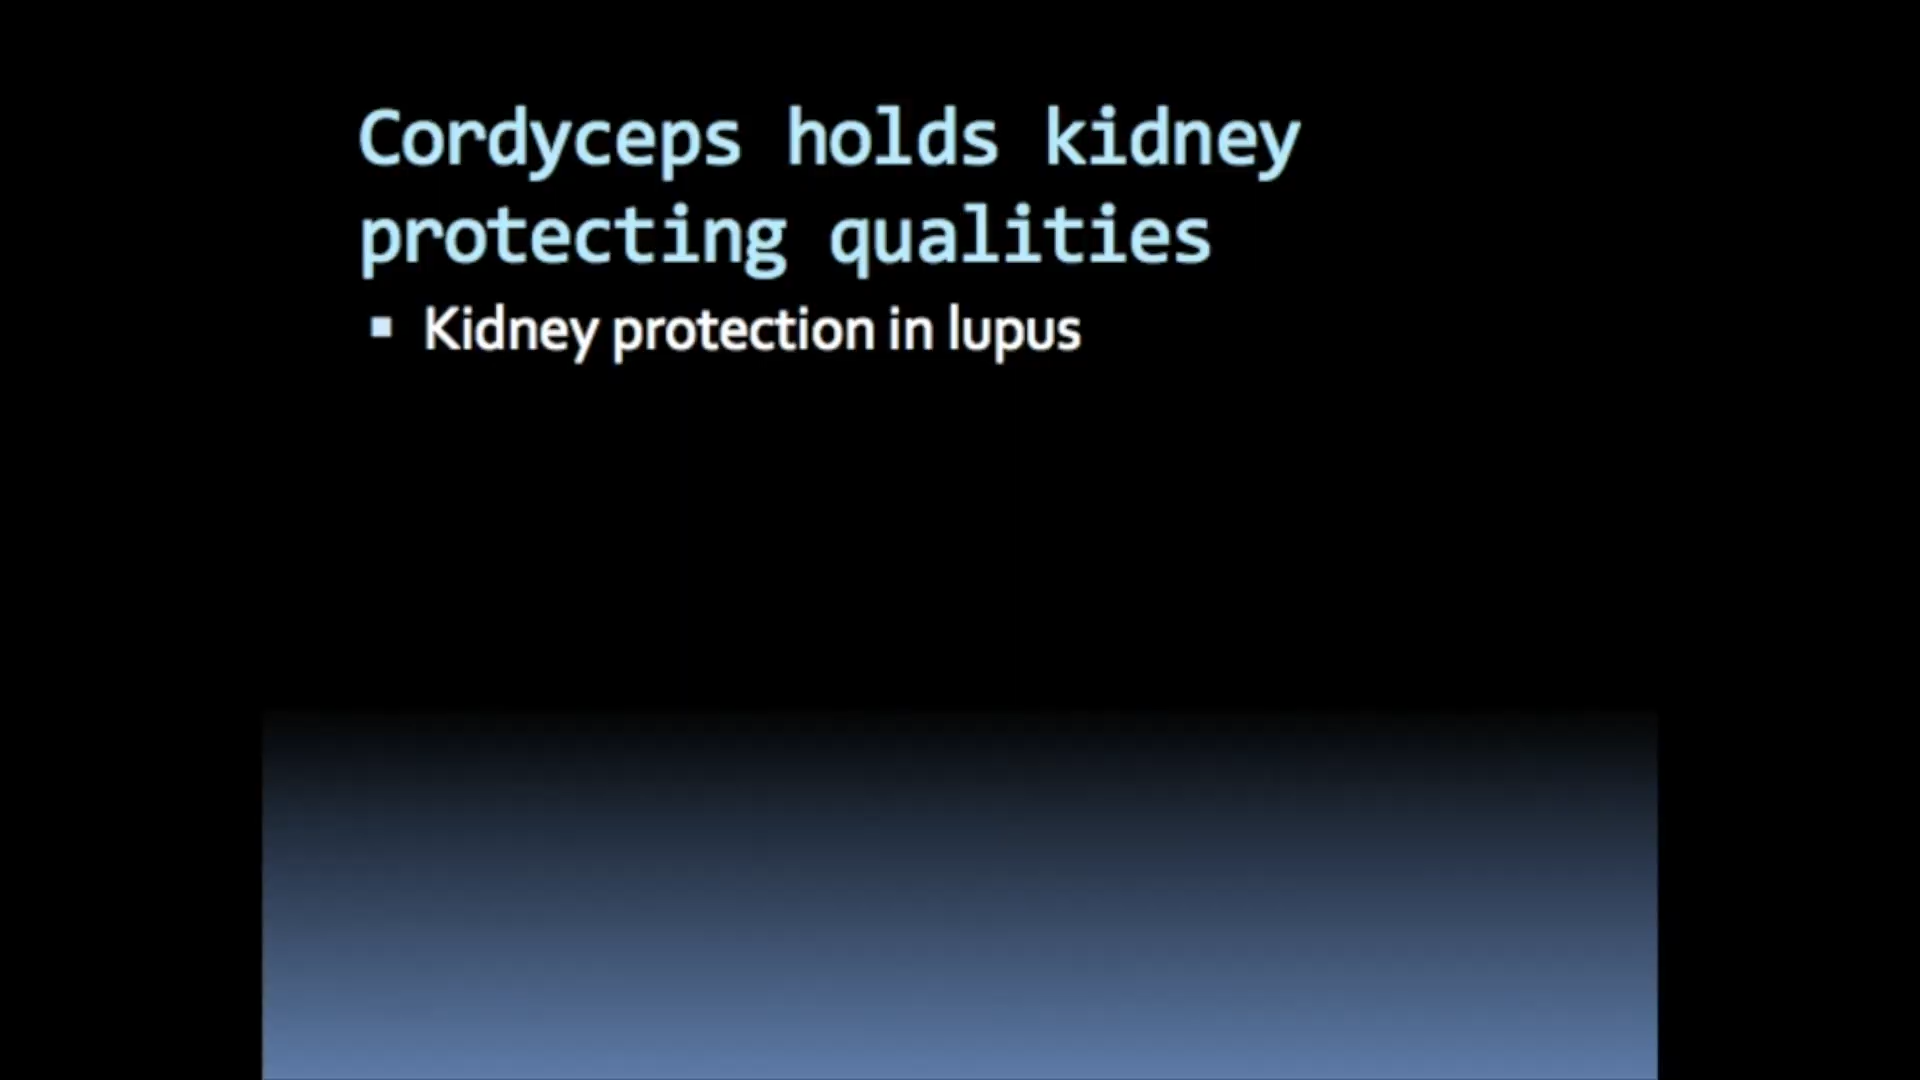 Cordyceps holds kidney
protecting qualities
▪ Kidney protection in lupus